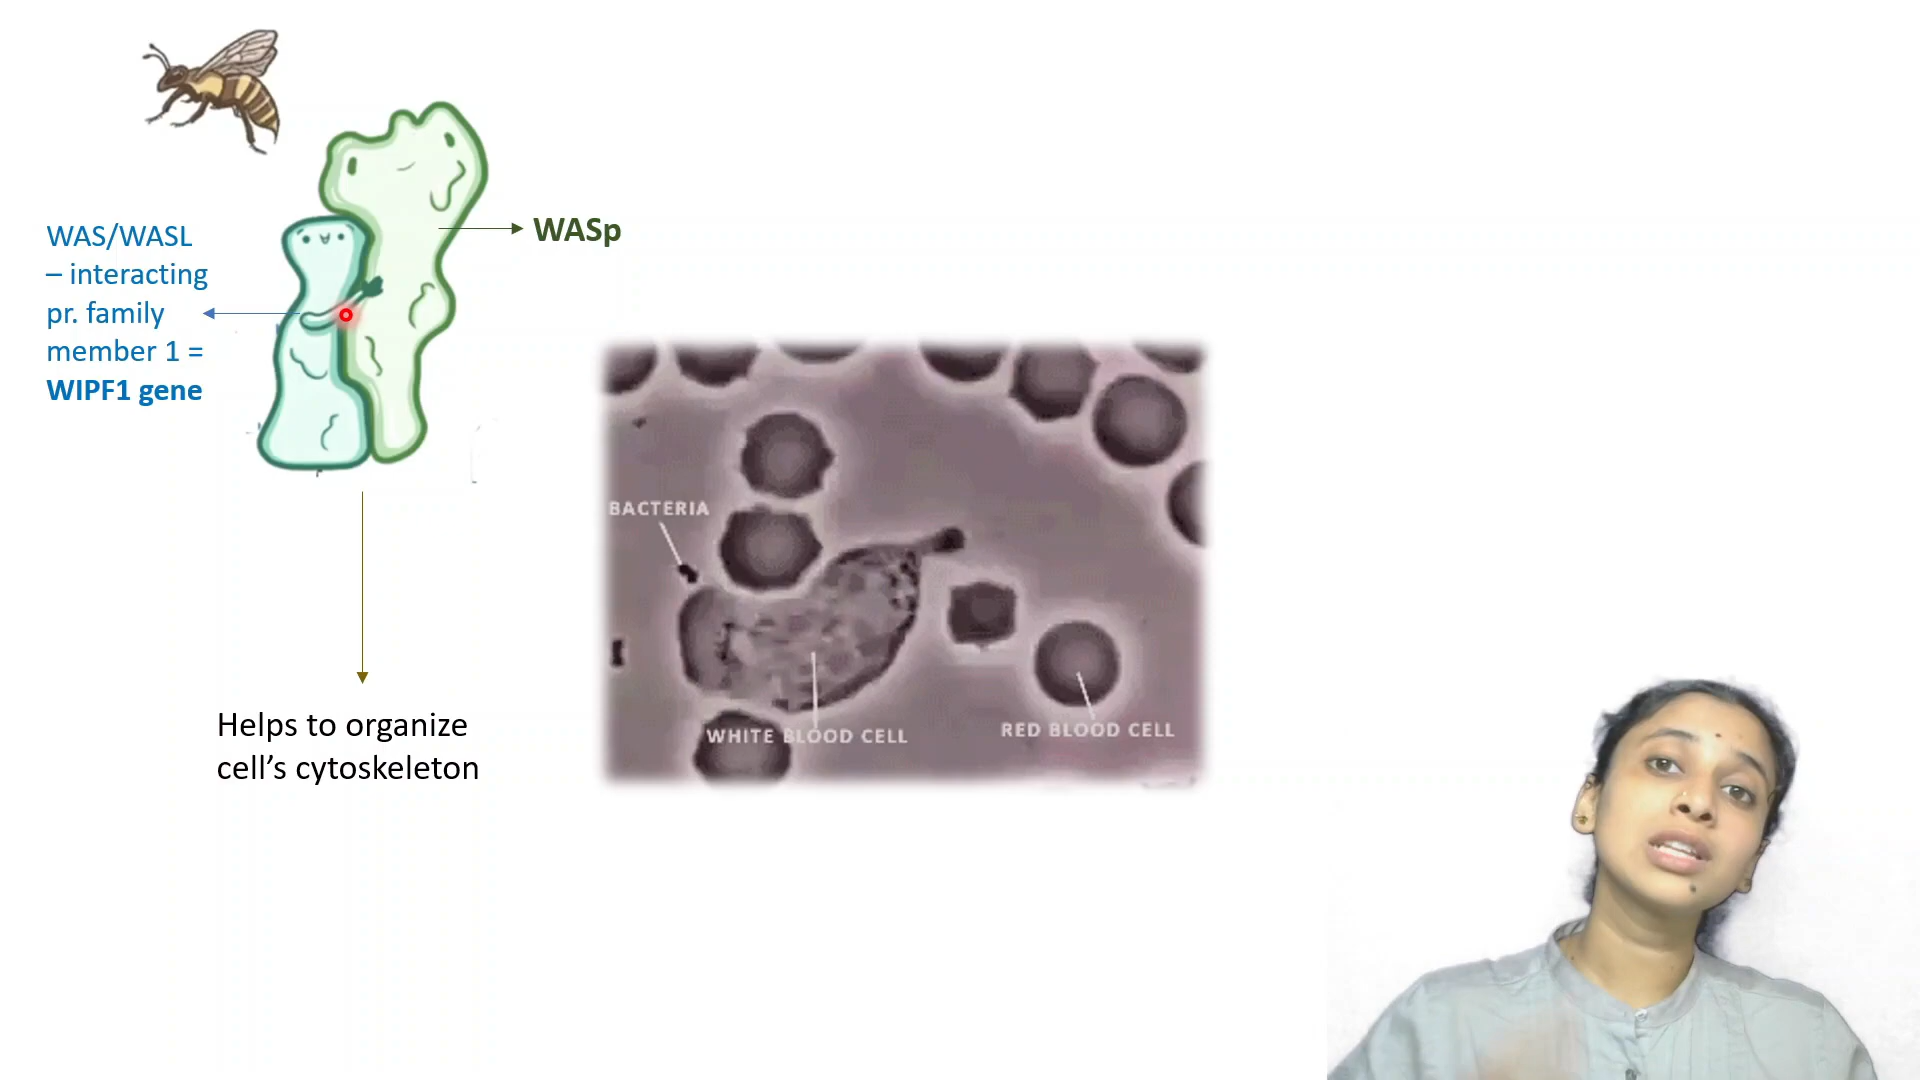 WASp
WAS/WASL
– interacting
pr. family
member 1 =
WIPF1 gene
BACTERIA
WHITE BLOOD CELL
RED BLOOD CELL
Helps to organize
cell’s cytoskeleton